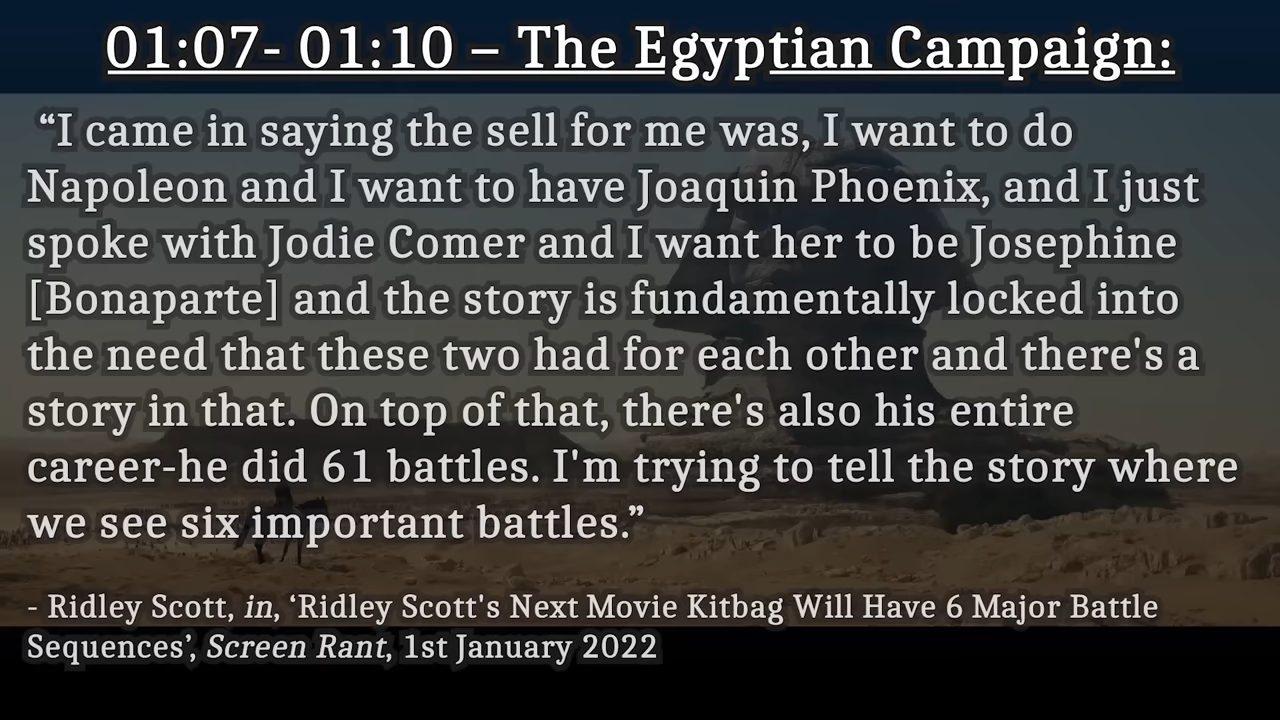 01:07- 01:10 – The Egyptian Campaign:
“I came in saying the sell for me was, I want to do
Napoleon and I want to have Joaquin Phoenix, and I just
spoke with Jodie Comer and I want her to be Josephine
[Bonaparte] and the story is fundamentally locked into
the need that these two had for each other and there's a
story in that. On top of that, there's also his entire
career-he did 61 battles. I'm trying to tell the story where
we see six important battles.”
- Ridley Scott, in, ‘Ridley Scott's Next Movie Kitbag Will Have 6 Major Battle
Sequences’, Screen Rant, 1st January 2022